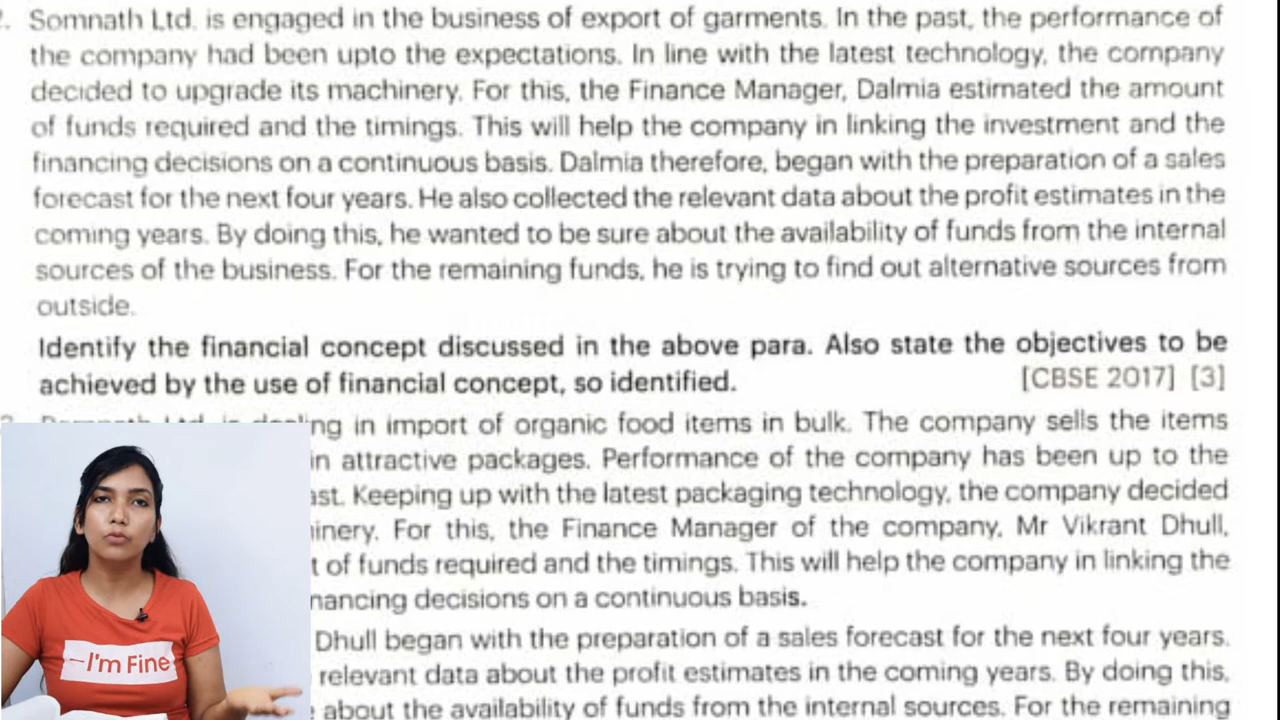 2. Somnath Ltd. is engaged in the business of export of garments. In the past, the performance of
the company had been upto the expectations. In line with the latest technology, the company
decided to upgrade its machinery. For this, the Finance Manager, Dalmia estimated the amount
of funds required and the timings. This will help the company in linking the investment and the
financing decisions on a continuous basis. Dalmia therefore, began with the preparation of a sales
forecast for the next four years. He also collected the relevant data about the profit estimates in the
coming years. By doing this, he wanted to be sure about the availability of funds from the internal
sources of the business. For the remaining funds, he is trying to find out alternative sources from
outside.
Identify the financial concept discussed in the above para. Also state the objectives to be
achieved by the use of financial concept, so identified. [CBSE 2017] [3]
Ltd. is dealing in import of organic food items in bulk. The company sells the items
in attractive packages. Performance of the company has been up to the
Keeping up with the latest packaging technology, the company decided
For this, the Finance Manager of the company, Mr Vikrant Dhull,
of funds required and the timings. This will help the company in linking the
decisions on a continuous basis.
Dhull began with the preparation of a sales forecast for the next four years.
relevant data about the profit estimates in the coming years. By doing this,
about the availability of funds from the internal sources. For the remaining
—I'm Fine